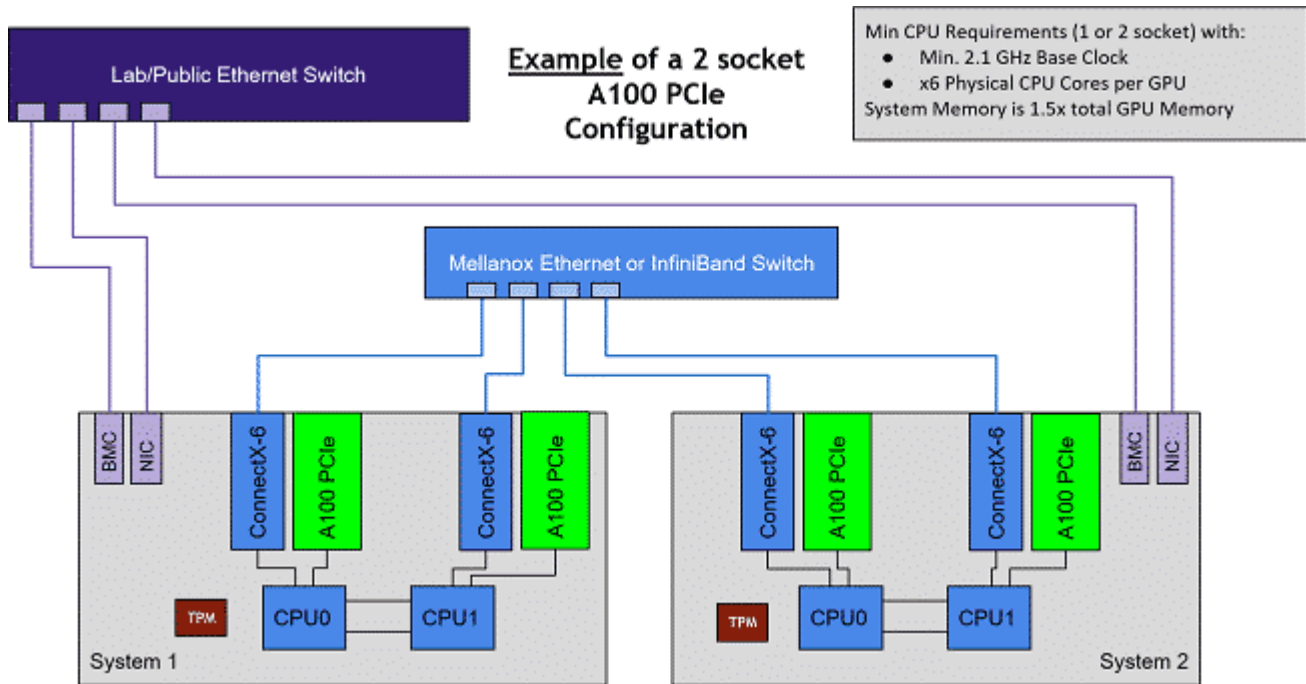 Lab/Public Ethernet Switch
Example of a 2 socket
A100 PCIe
Configuration
Min CPU Requirements (1 or 2 socket) with:
● Min. 2.1 GHz Base Clock
● x6 Physical CPU Cores per GPU
System Memory is 1.5x total GPU Memory
Mellanox Ethernet or InfiniBand Switch
BMC
NIC
ConnectX-6
A100 PCIe
ConnectX-6
A100 PCIe
TPM
CPU0
CPU1
System 1
ConnectX-6
A100 PCIe
ConnectX-6
A100 PCIe
BMC
NIC
TPM
CPU0
CPU1
System 2